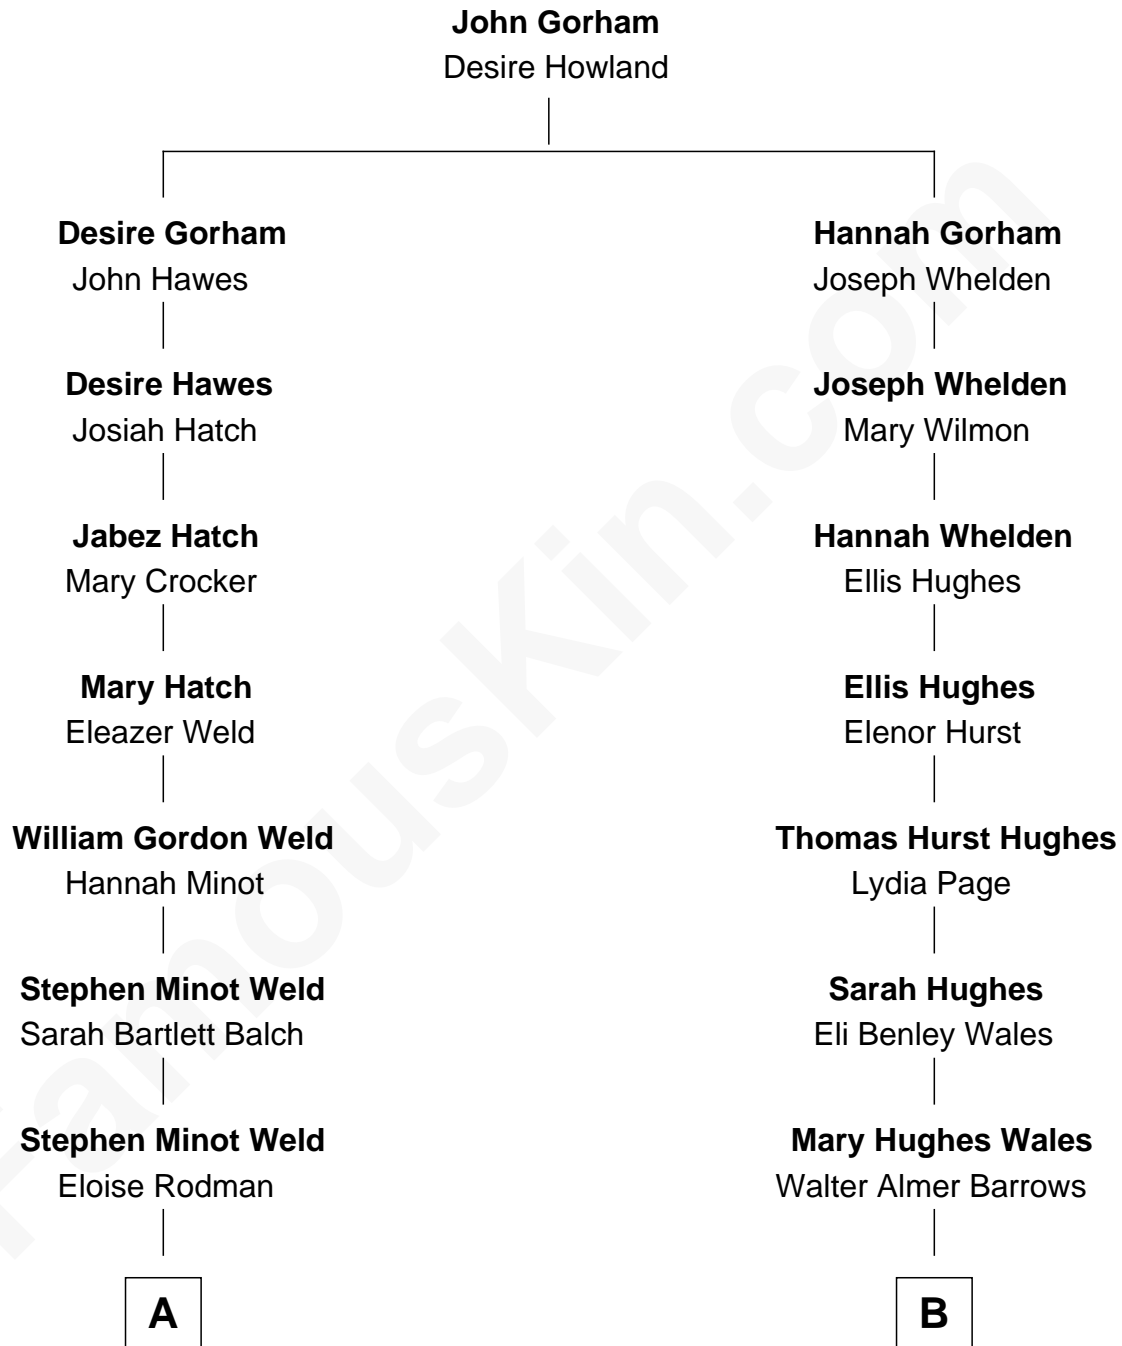 John Gorham
Desire Howland
Desire Gorham
John Hawes
Hannah Gorham
Joseph Whelden
Desire Hawes
Josiah Hatch
Joseph Whelden
Mary Wilmon
Jabez Hatch
Mary Crocker
Hannah Whelden
Ellis Hughes
Mary Hatch
Eleazer Weld
Ellis Hughes
Elenor Hurst
William Gordon Weld
Hannah Minot
Thomas Hurst Hughes
Lydia Page
Stephen Minot Weld
Sarah Bartlett Balch
Sarah Hughes
Eli Benley Wales
Stephen Minot Weld
Eloise Rodman
Mary Hughes Wales
Walter Almer Barrows
A
B
FamousKin.com